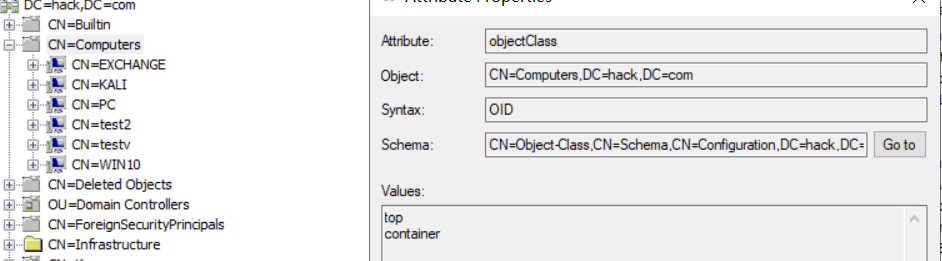 DC=hack,DC=com
CN=Builtin
CN=Computers
CN=EXCHANGE
CN=KALI
CN=PC
CN=test2
CN=testv
CN=WIN10
CN=Deleted Objects
OU=Domain Controllers
CN=ForeignSecurityPrincipals
CN=Infrastructure
Attribute Properties
Attribute: objectClass
Object: CN=Computers,DC=hack,DC=com
Syntax: OID
Schema: CN=Object-Class,CN=Schema,CN=Configuration,DC=hack,DC= Go to
Values:
top
container